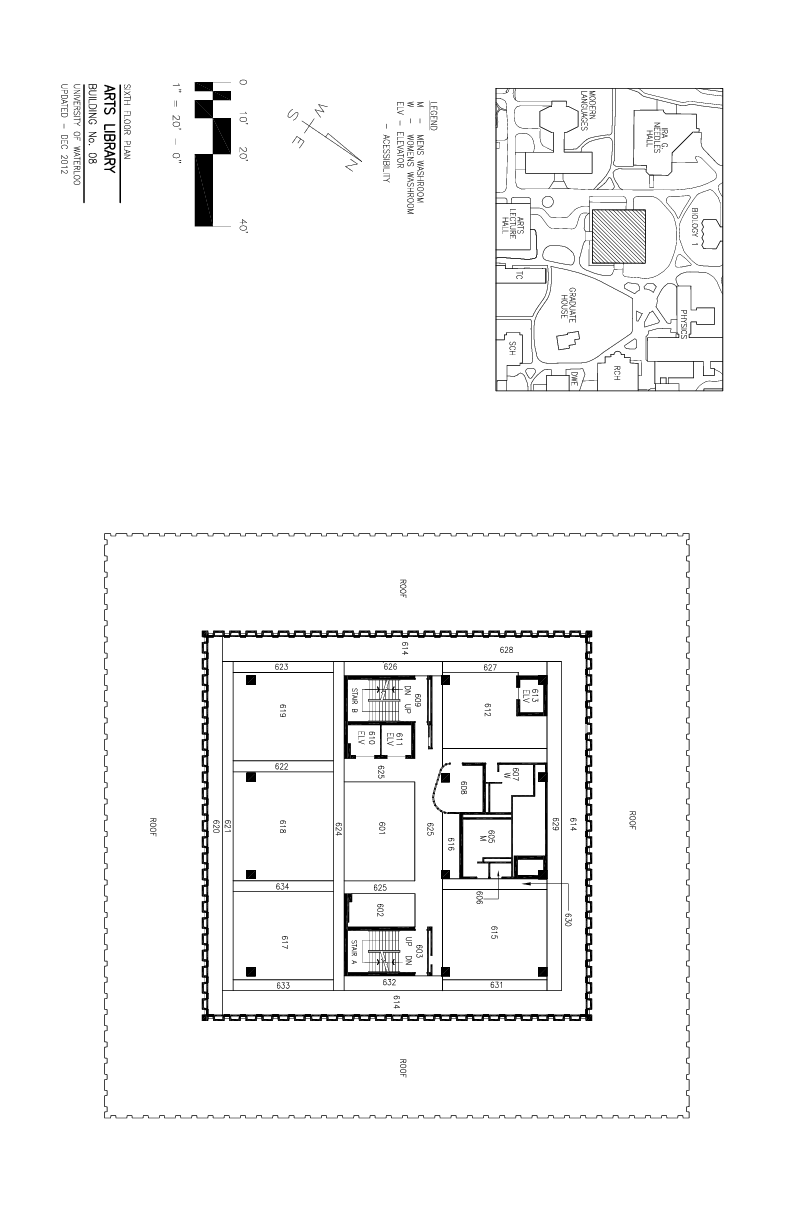 SIXTH FLOOR PLAN
ARTS LIBRARY
BUILDING No. 08
UNIVERSITY OF WATERLOO
UPDATED - DEC 2012
0
10'
20'
40'
1" = 20' - 0"
W
N
S
E
LEGEND
M - MENS WASHROOM
W - WOMENS WASHROOM
ELV - ELEVATOR
- ACESSIBILITY
MODERN
LANGUAGES
IRA G.
NEEDLES
HALL
BIOLOGY 1
ARTS
LECTURE
HALL
TC
GRADUATE
HOUSE
PHYSICS
SCH
DWE
RCH
ROOF
614
628
623
626
627
613
ELV
609
DN
UP
STAIR B
612
619
610
ELV
611
ELV
622
625
607
W
608
ROOF
620
621
618
624
601
625
616
605
M
629
614
ROOF
634
625
606
630
602
617
615
603
UP
DN
STAIR A
633
632
631
614
ROOF